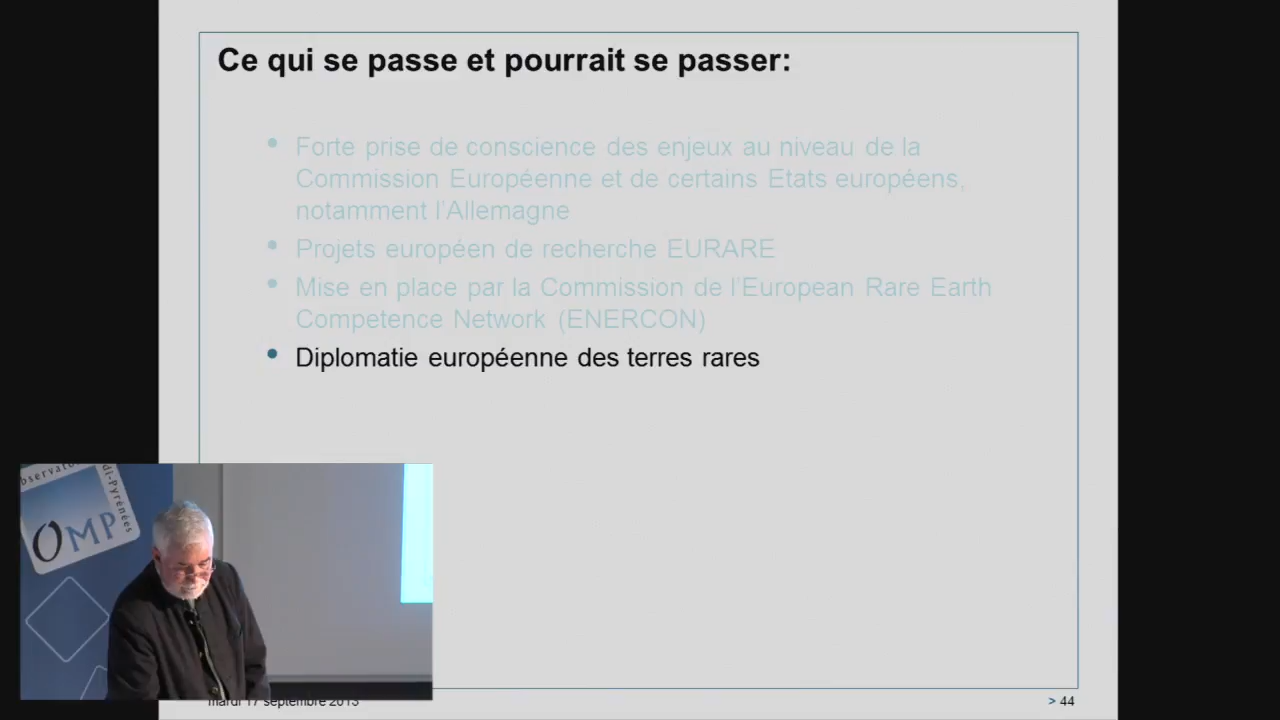 Ce qui se passe et pourrait se passer:
• Forte prise de conscience des enjeux au niveau de la
Commission Européenne et de certains Etats européens,
notamment l'Allemagne
• Projets européen de recherche EURARE
• Mise en place par la Commission de l'European Rare Earth
Competence Network (ENERCON)
• Diplomatie européenne des terres rares
OMP
mardi 17 septembre 2013
> 44